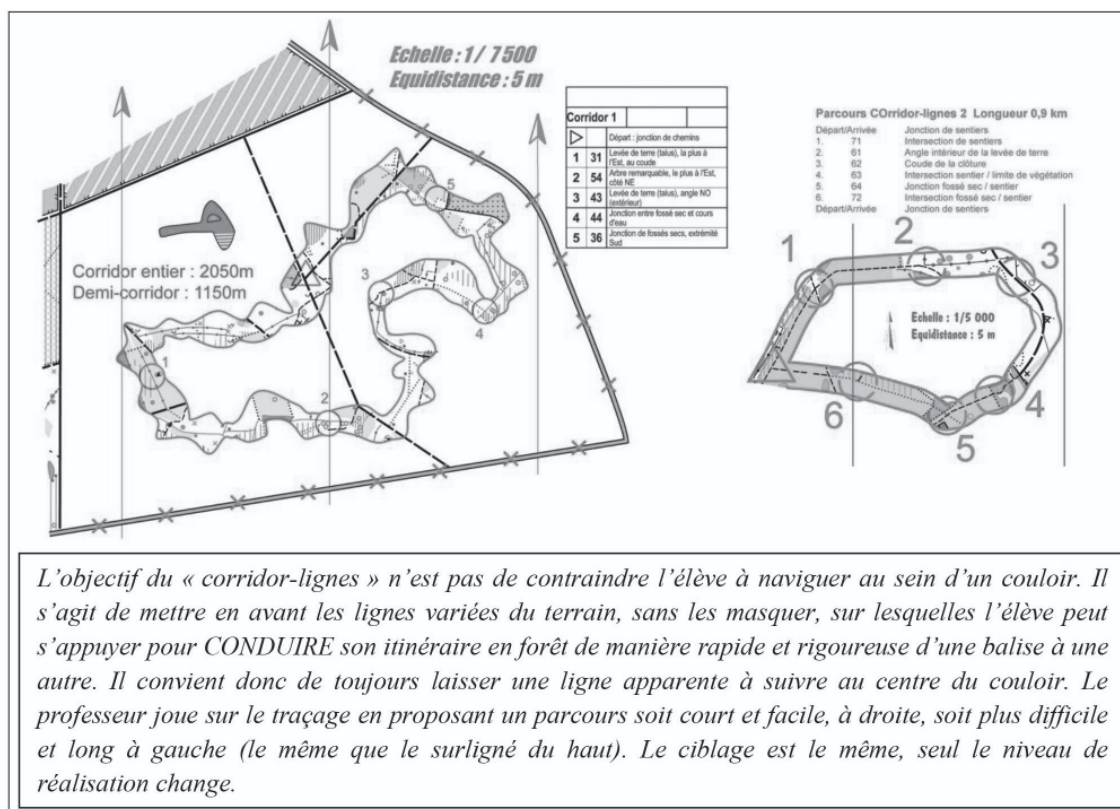 Echelle : 1/ 7500
Equidistance : 5 m
Corridor entier : 2050m
Demi-corridor : 1150m
1
2
3
4
5
Corridor 1
Départ : jonction de chemins
1 31 Levée de terre (talus), la plus à
l'Est, au coude
2 54 Arbre remarquable, le plus à l'Est,
côté NE
3 43 Levée de terre (talus), angle NO
(extérieur)
4 44 Jonction entre fossé sec et cours
d'eau
5 36 Jonction de fossés secs, extrémité
Sud
Parcours COrridor-lignes 2 Longueur 0,9 km
Départ/Arrivée Jonction de sentiers
1. 71 Intersection de sentiers
2. 61 Angle intérieur de la levée de terre
3. 62 Coude de la clôture
4. 63 Intersection sentier / limite de végétation
5. 64 Jonction fossé sec / sentier
6. 72 Intersection fossé sec / sentier
Départ/Arrivée Jonction de sentiers
1
2
3
4
5
6
Echelle : 1/5 000
Equidistance : 5 m
L'objectif du « corridor-lignes » n'est pas de contraindre l'élève à naviguer au sein d'un couloir. Il
s'agit de mettre en avant les lignes variées du terrain, sans les masquer, sur lesquelles l'élève peut
s'appuyer pour CONDUIRE son itinéraire en forêt de manière rapide et rigoureuse d'une balise à une
autre. Il convient donc de toujours laisser une ligne apparente à suivre au centre du couloir. Le
professeur joue sur le traçage en proposant un parcours soit court et facile, à droite, soit plus difficile
et long à gauche (le même que le surligné du haut). Le ciblage est le même, seul le niveau de
réalisation change.